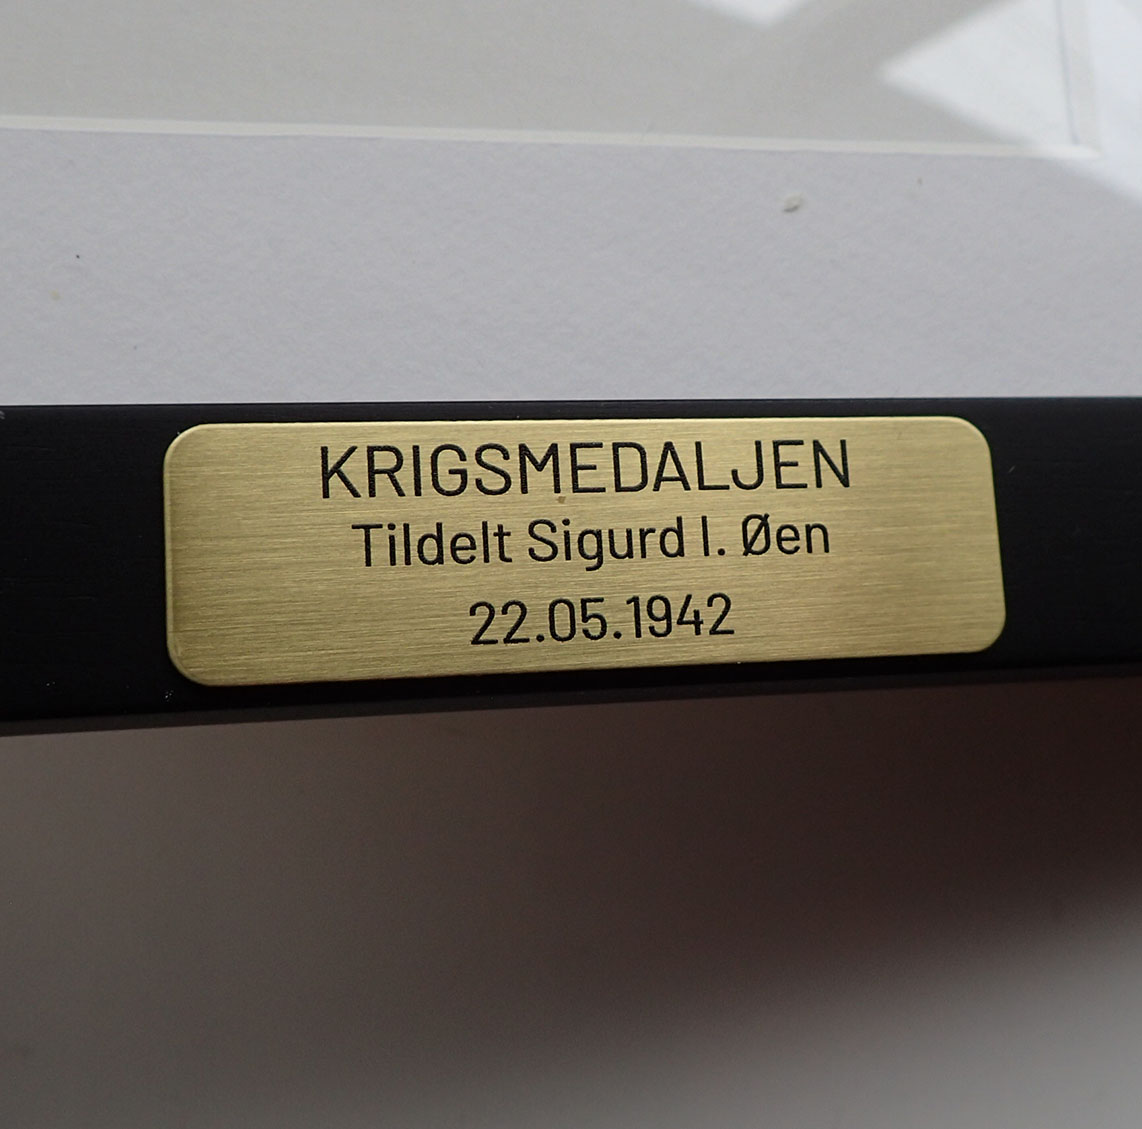 KRIGSMEDALJEN
Tildelt Sigurd I. Øen
22.05.1942